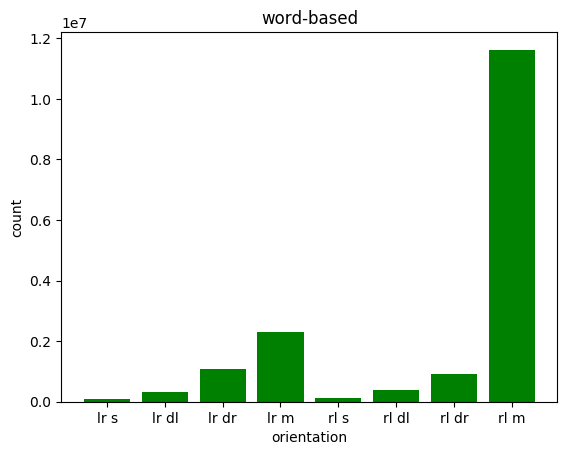 word-based
1e7
1.2
1.0
0.8
0.6
0.4
0.2
0.0
count
lr s lr dl lr dr lr m rl s rl dl rl dr rl m
orientation